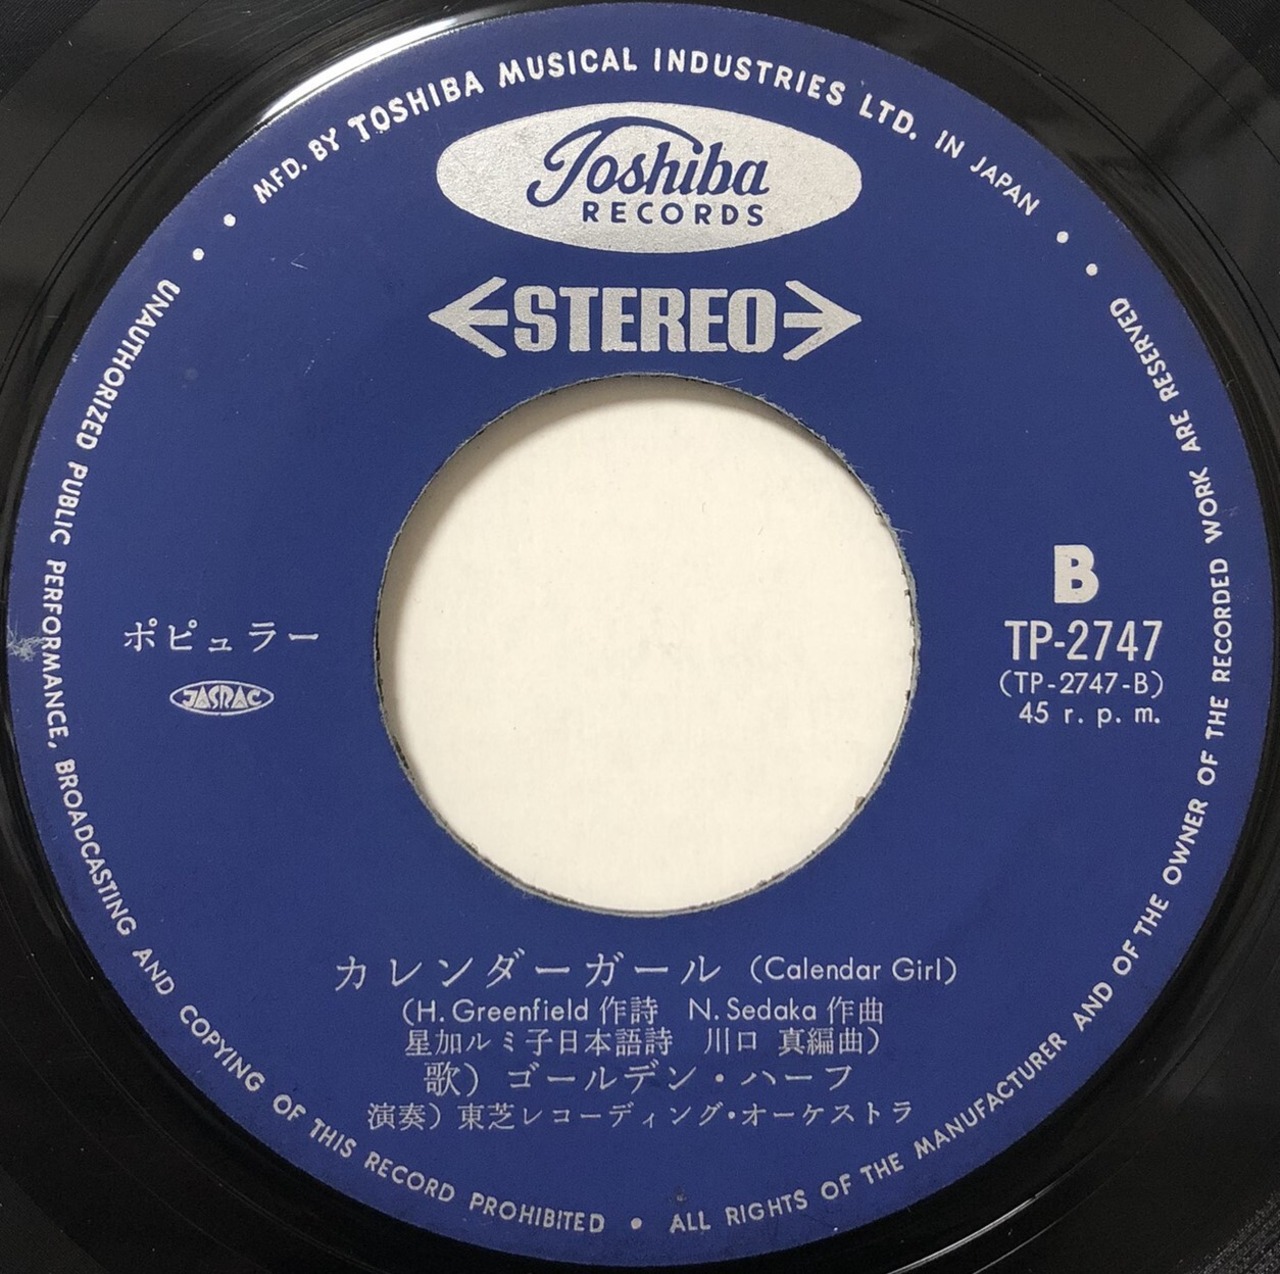 MFD. BY TOSHIBA MUSICAL INDUSTRIES LTD. IN JAPAN
Toshiba
RECORDS
STEREO
B
TP-2747
(TP-2747-B)
45 r. p. m.
ポピュラー
JASRAC
カレンダーガール (Calendar Girl)
(H. Greenfield 作詩 N. Sedaka 作曲
星加ルミ子日本語詩 川口 真編曲)
歌) ゴールデン・ハーフ
演奏) 東芝レコーディング・オーケストラ
UNAUTHORIZED PUBLIC PERFORMANCE, BROADCASTING AND COPYING OF THIS RECORD PROHIBITED • ALL RIGHTS OF THE MANUFACTURER AND OF THE OWNER OF THE RECORDED WORK ARE RESERVED